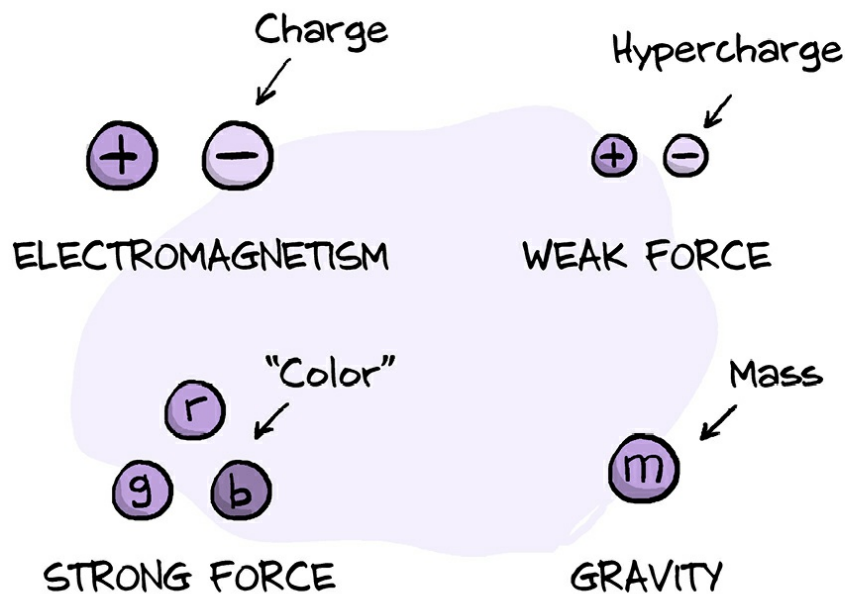 Charge
+ −
ELECTROMAGNETISM
Hypercharge
+ −
WEAK FORCE
"Color"
r
g b
STRONG FORCE
Mass
m
GRAVITY